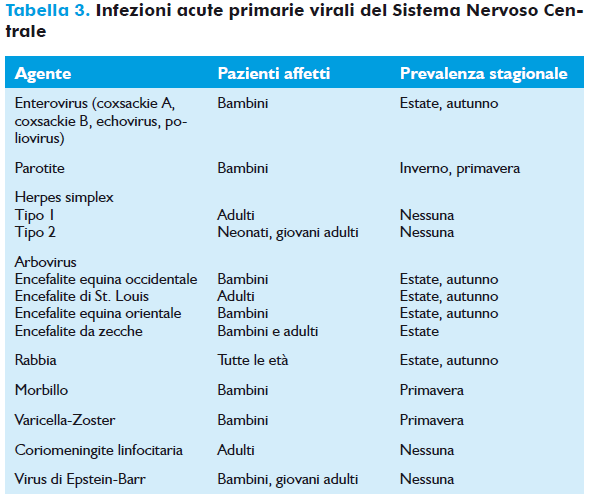 Tabella 3. Infezioni acute primarie virali del Sistema Nervoso Cen-
trale
Agente Pazienti affetti Prevalenza stagionale
Enterovirus (coxsackie A, Bambini Estate, autunno
coxsackie B, echovirus, po-
liovirus)
Parotite Bambini Inverno, primavera
Herpes simplex
Tipo 1 Adulti Nessuna
Tipo 2 Neonati, giovani adulti Nessuna
Arbovirus
Encefalite equina occidentale Bambini Estate, autunno
Encefalite di St. Louis Adulti Estate, autunno
Encefalite equina orientale Bambini Estate, autunno
Encefalite da zecche Bambini e adulti Estate
Rabbia Tutte le età Estate, autunno
Morbillo Bambini Primavera
Varicella-Zoster Bambini Primavera
Coriomeningite linfocitaria Adulti Nessuna
Virus di Epstein-Barr Bambini, giovani adulti Nessuna